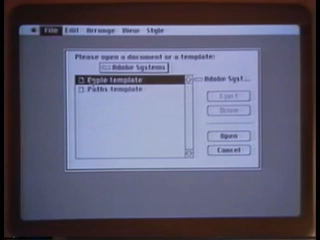 File Edit Arrange View Style
Please open a document or a template:
Adobe Systems
Apple template
Adobe Syst...
Paths template
Eject
Drive
Open
Cancel